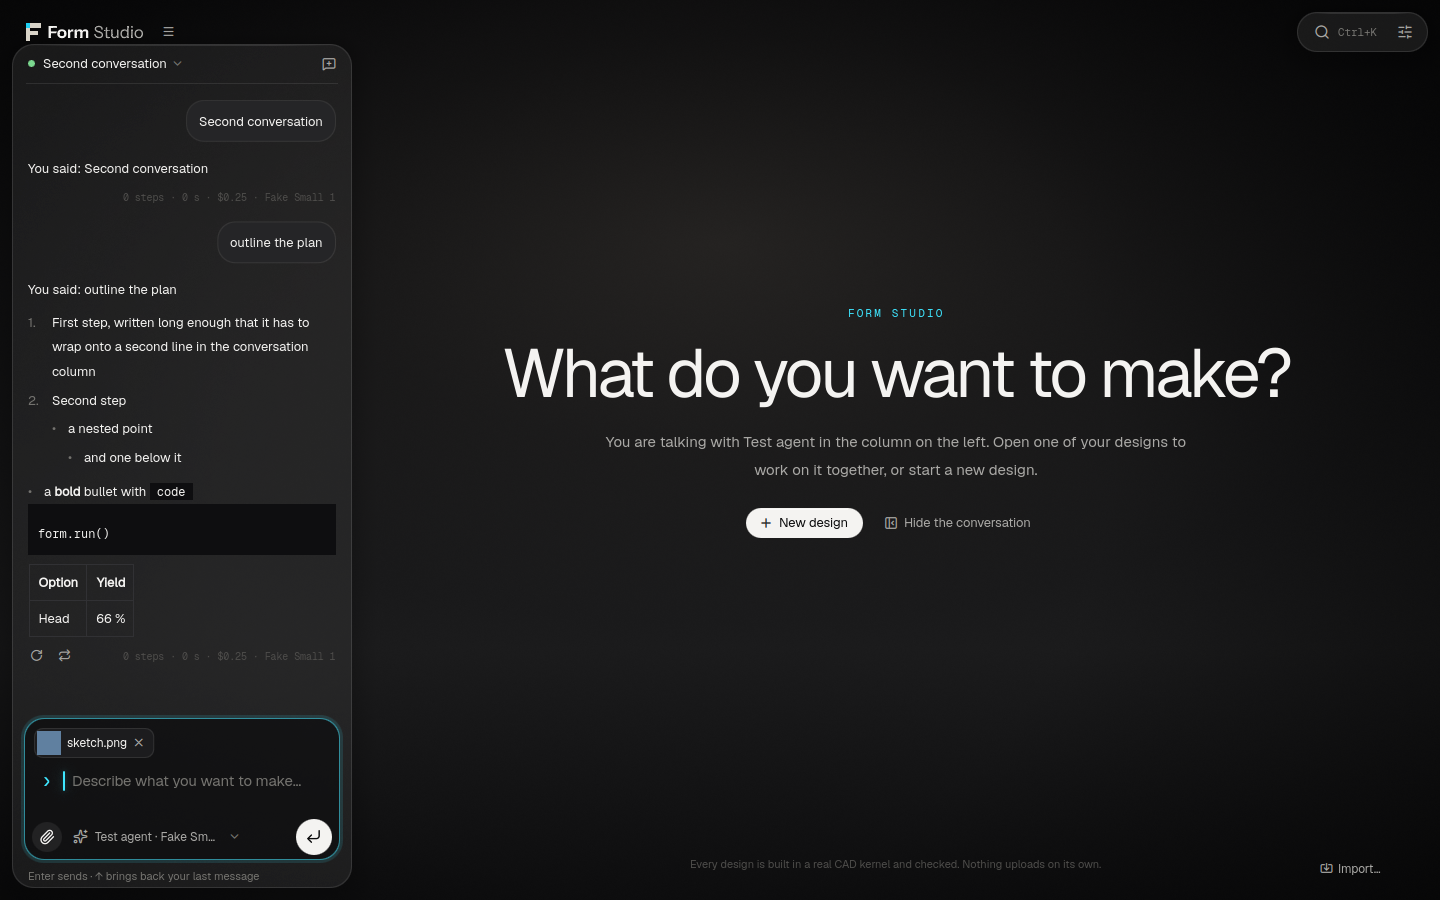 Form Studio
Ctrl+K
Second conversation
Second conversation
You said: Second conversation
0 steps · 0 s · $0.25 · Fake Small 1
outline the plan
You said: outline the plan
1. First step, written long enough that it has to
wrap onto a second line in the conversation
column
2. Second step
• a nested point
• and one below it
• a bold bullet with code
form.run()
Option Yield
Head 66 %
0 steps · 0 s · $0.25 · Fake Small 1
sketch.png
Describe what you want to make...
Test agent · Fake Sm...
Enter sends · ↑ brings back your last message
FORM STUDIO
What do you want to make?
You are talking with Test agent in the column on the left. Open one of your designs to
work on it together, or start a new design.
New design
Hide the conversation
Every design is built in a real CAD kernel and checked. Nothing uploads on its own.
Import...